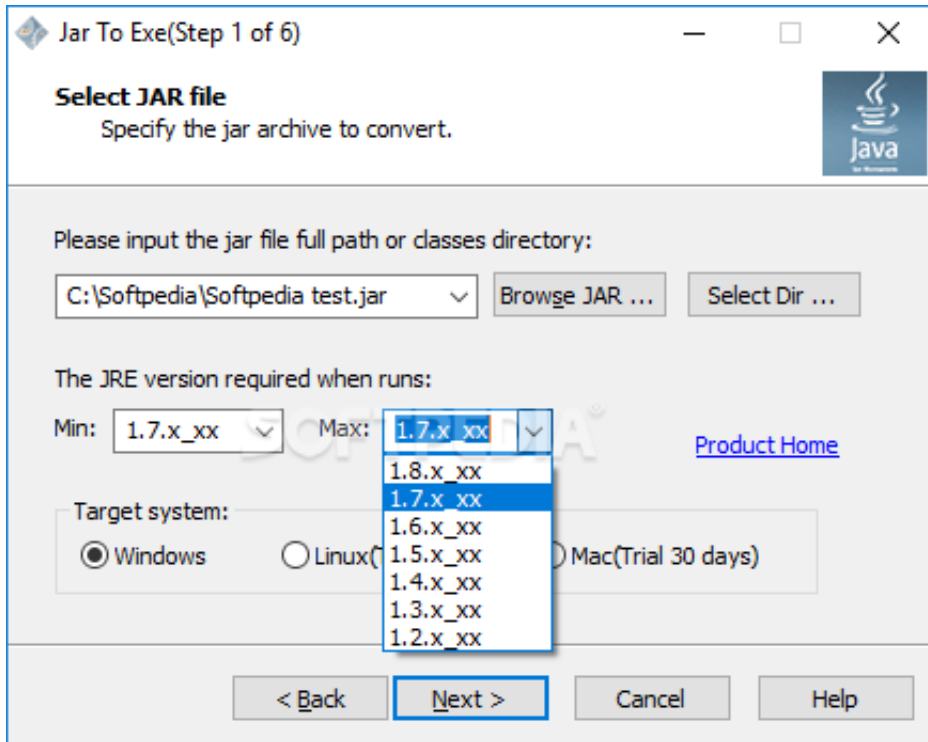 Jar To Exe(Step 1 of 6)
Select JAR file
Specify the jar archive to convert.
Java
Please input the jar file full path or classes directory:
C:\Softpedia\Softpedia test.jar
Browse JAR ...
Select Dir ...
The JRE version required when runs:
Min: 1.7.x_xx Max: 1.7.x_xx
SOFTPEDIA®
Product Home
1.8.x_xx
1.7.x_xx
1.6.x_xx
1.5.x_xx
1.4.x_xx
1.3.x_xx
1.2.x_xx
Target system:
Windows Linux( Mac(Trial 30 days)
< Back Next > Cancel Help